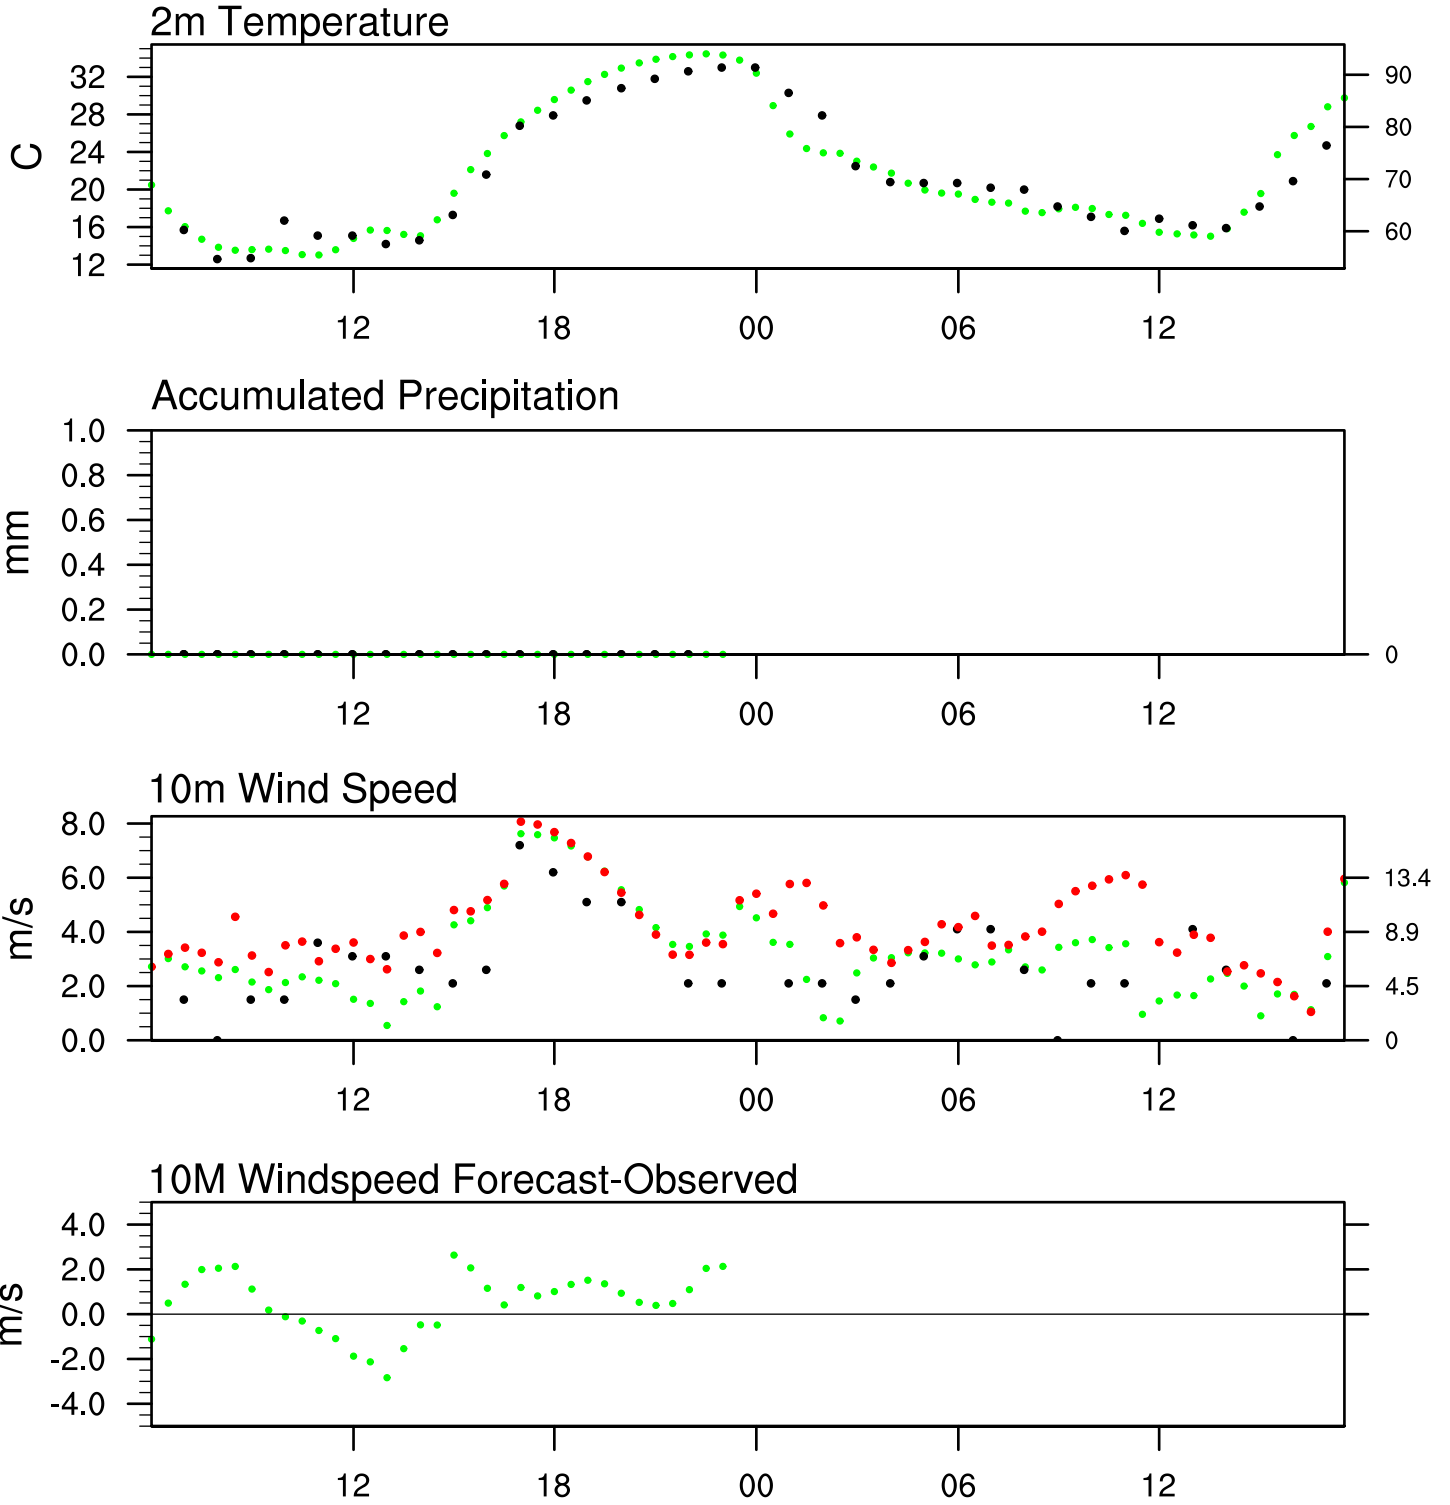 2m Temperature
C
32
28
24
20
16
12
90
80
70
60
12 18 00 06 12
Accumulated Precipitation
mm
1.0
0.8
0.6
0.4
0.2
0.0
0
12 18 00 06 12
10m Wind Speed
m/s
8.0
6.0
4.0
2.0
0.0
13.4
8.9
4.5
0
12 18 00 06 12
10M Windspeed Forecast-Observed
m/s
4.0
2.0
0.0
-2.0
-4.0
12 18 00 06 12